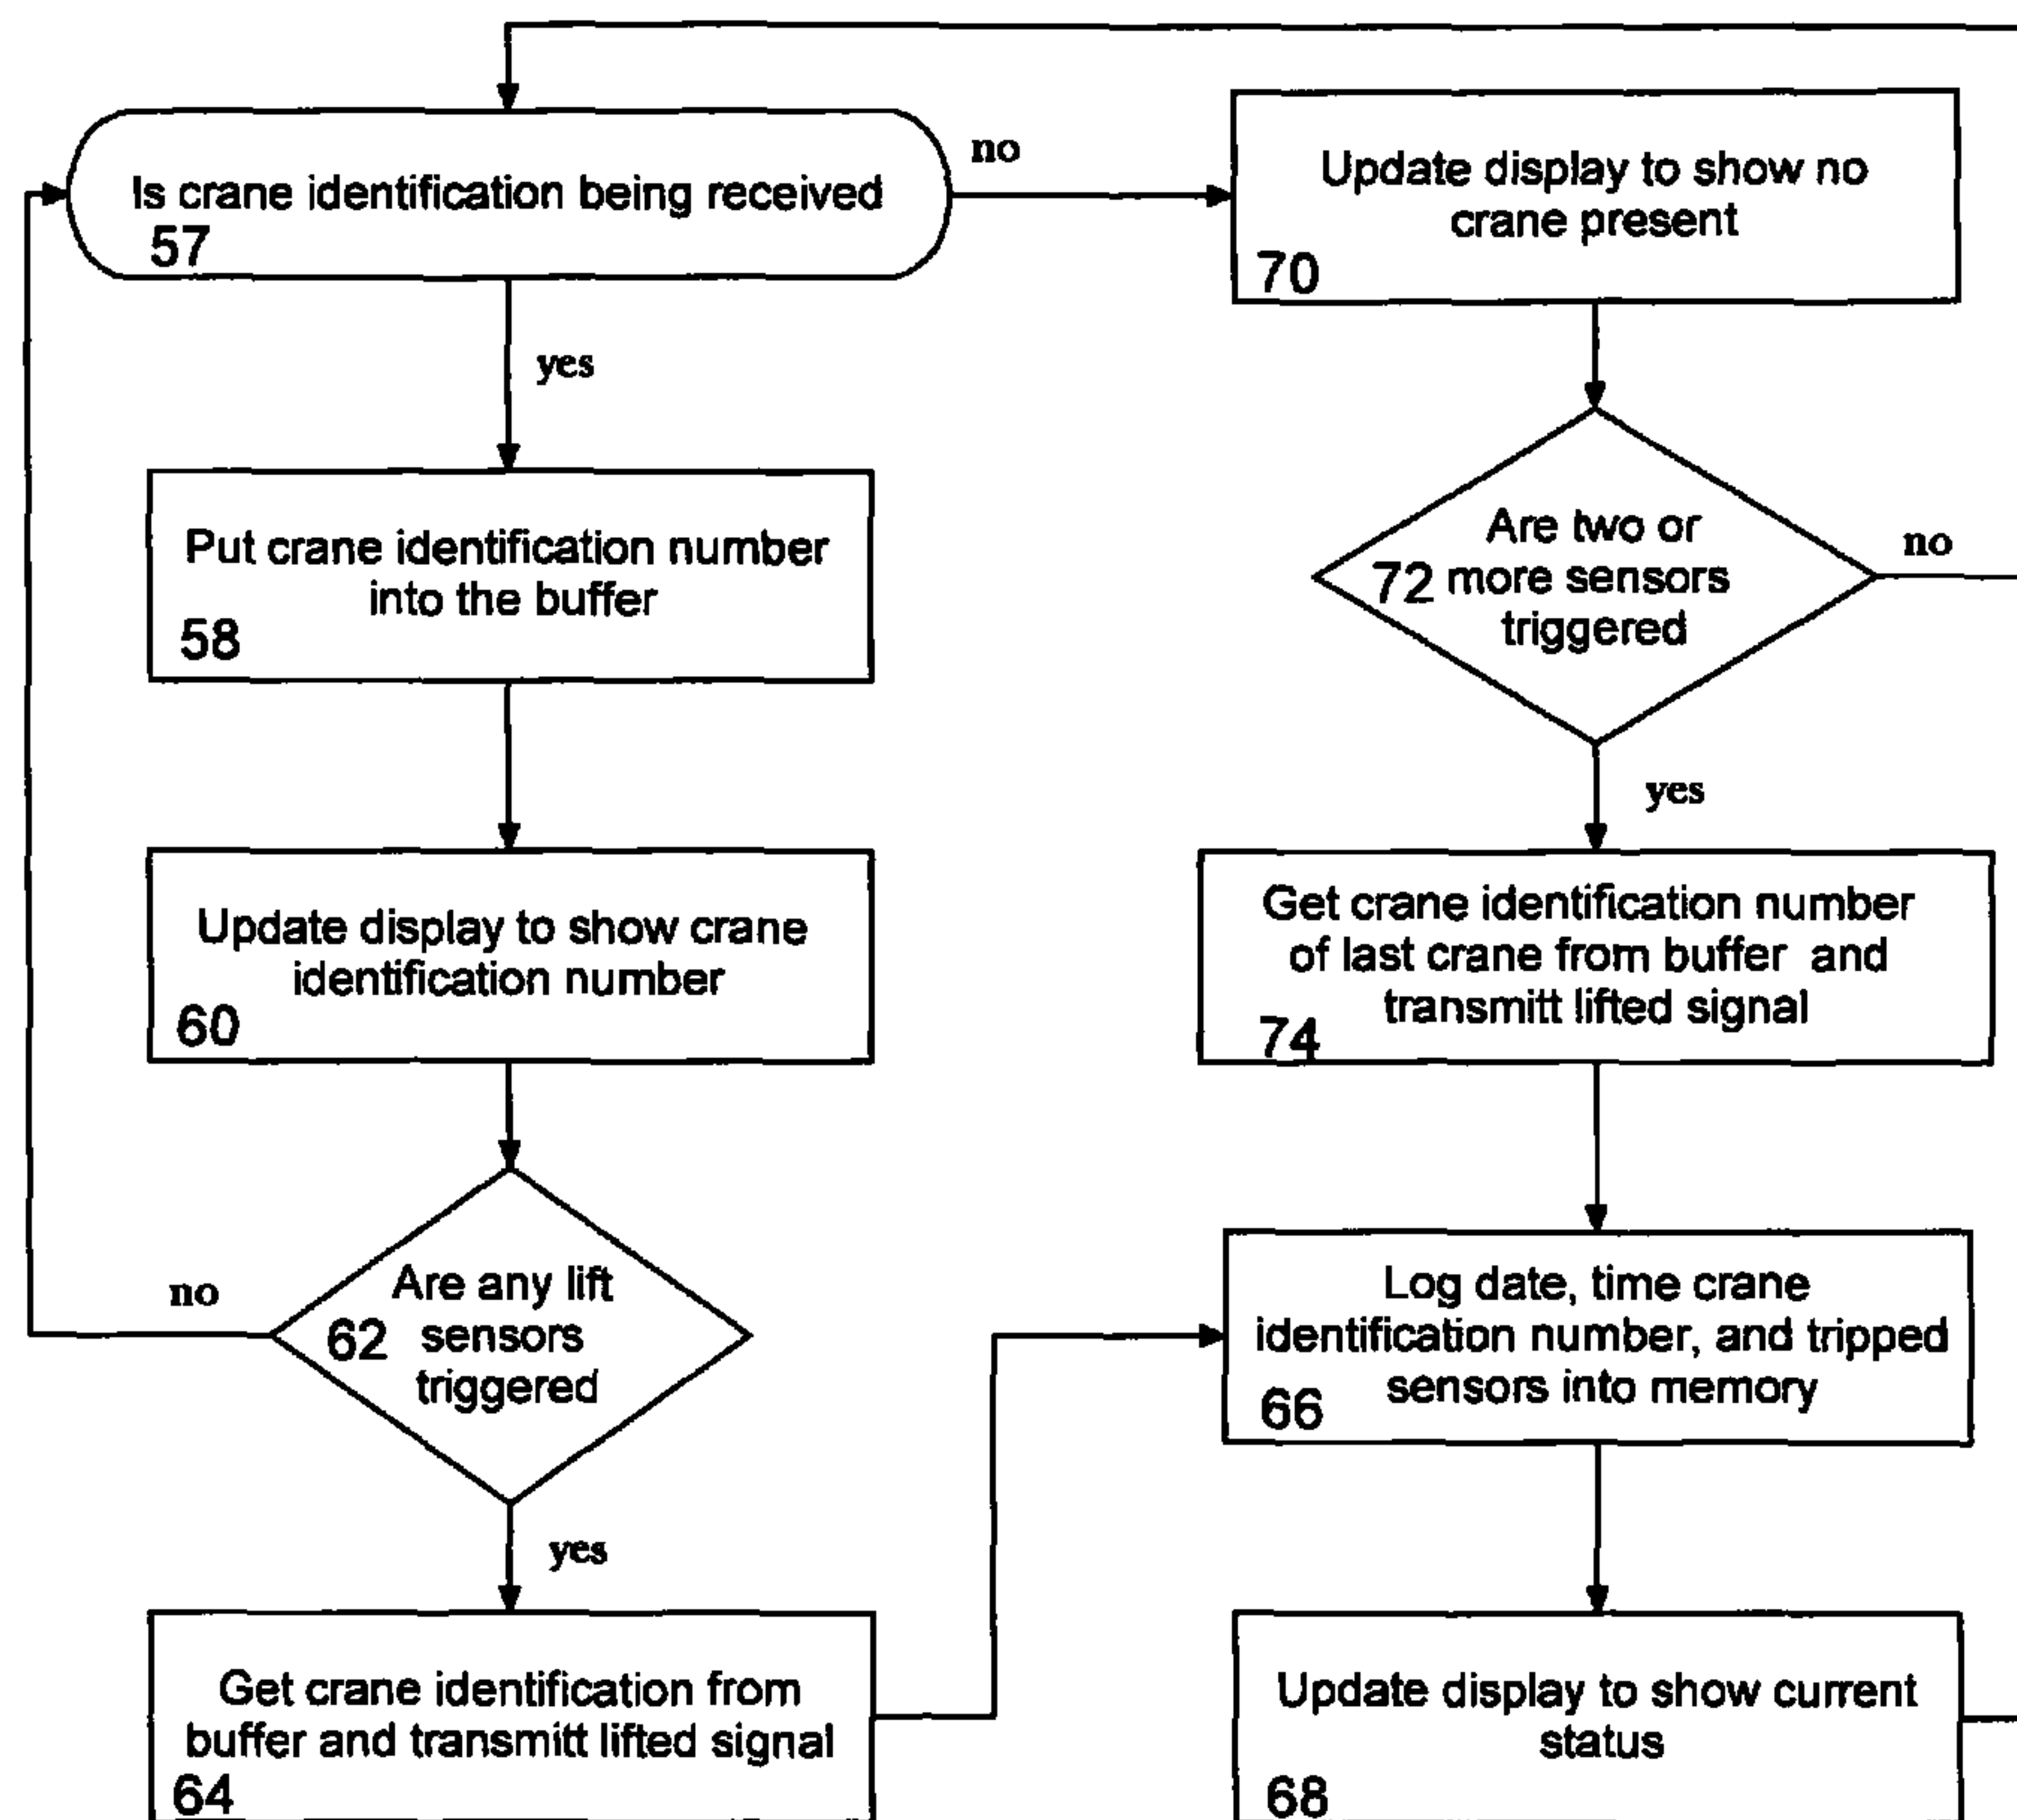 Is crane identification being received
57
no
yes
Put crane identification number
into the buffer
58
Update display to show crane
identification number
60
Are any lift
62 sensors
triggered
no
yes
Get crane identification from
buffer and transmitt lifted signal
64
Update display to show no
crane present
70
Are two or
72 more sensors
triggered
no
yes
Get crane identification number
of last crane from buffer and
transmitt lifted signal
74
Log date, time crane
identification number, and tripped
sensors into memory
66
Update display to show current
status
68